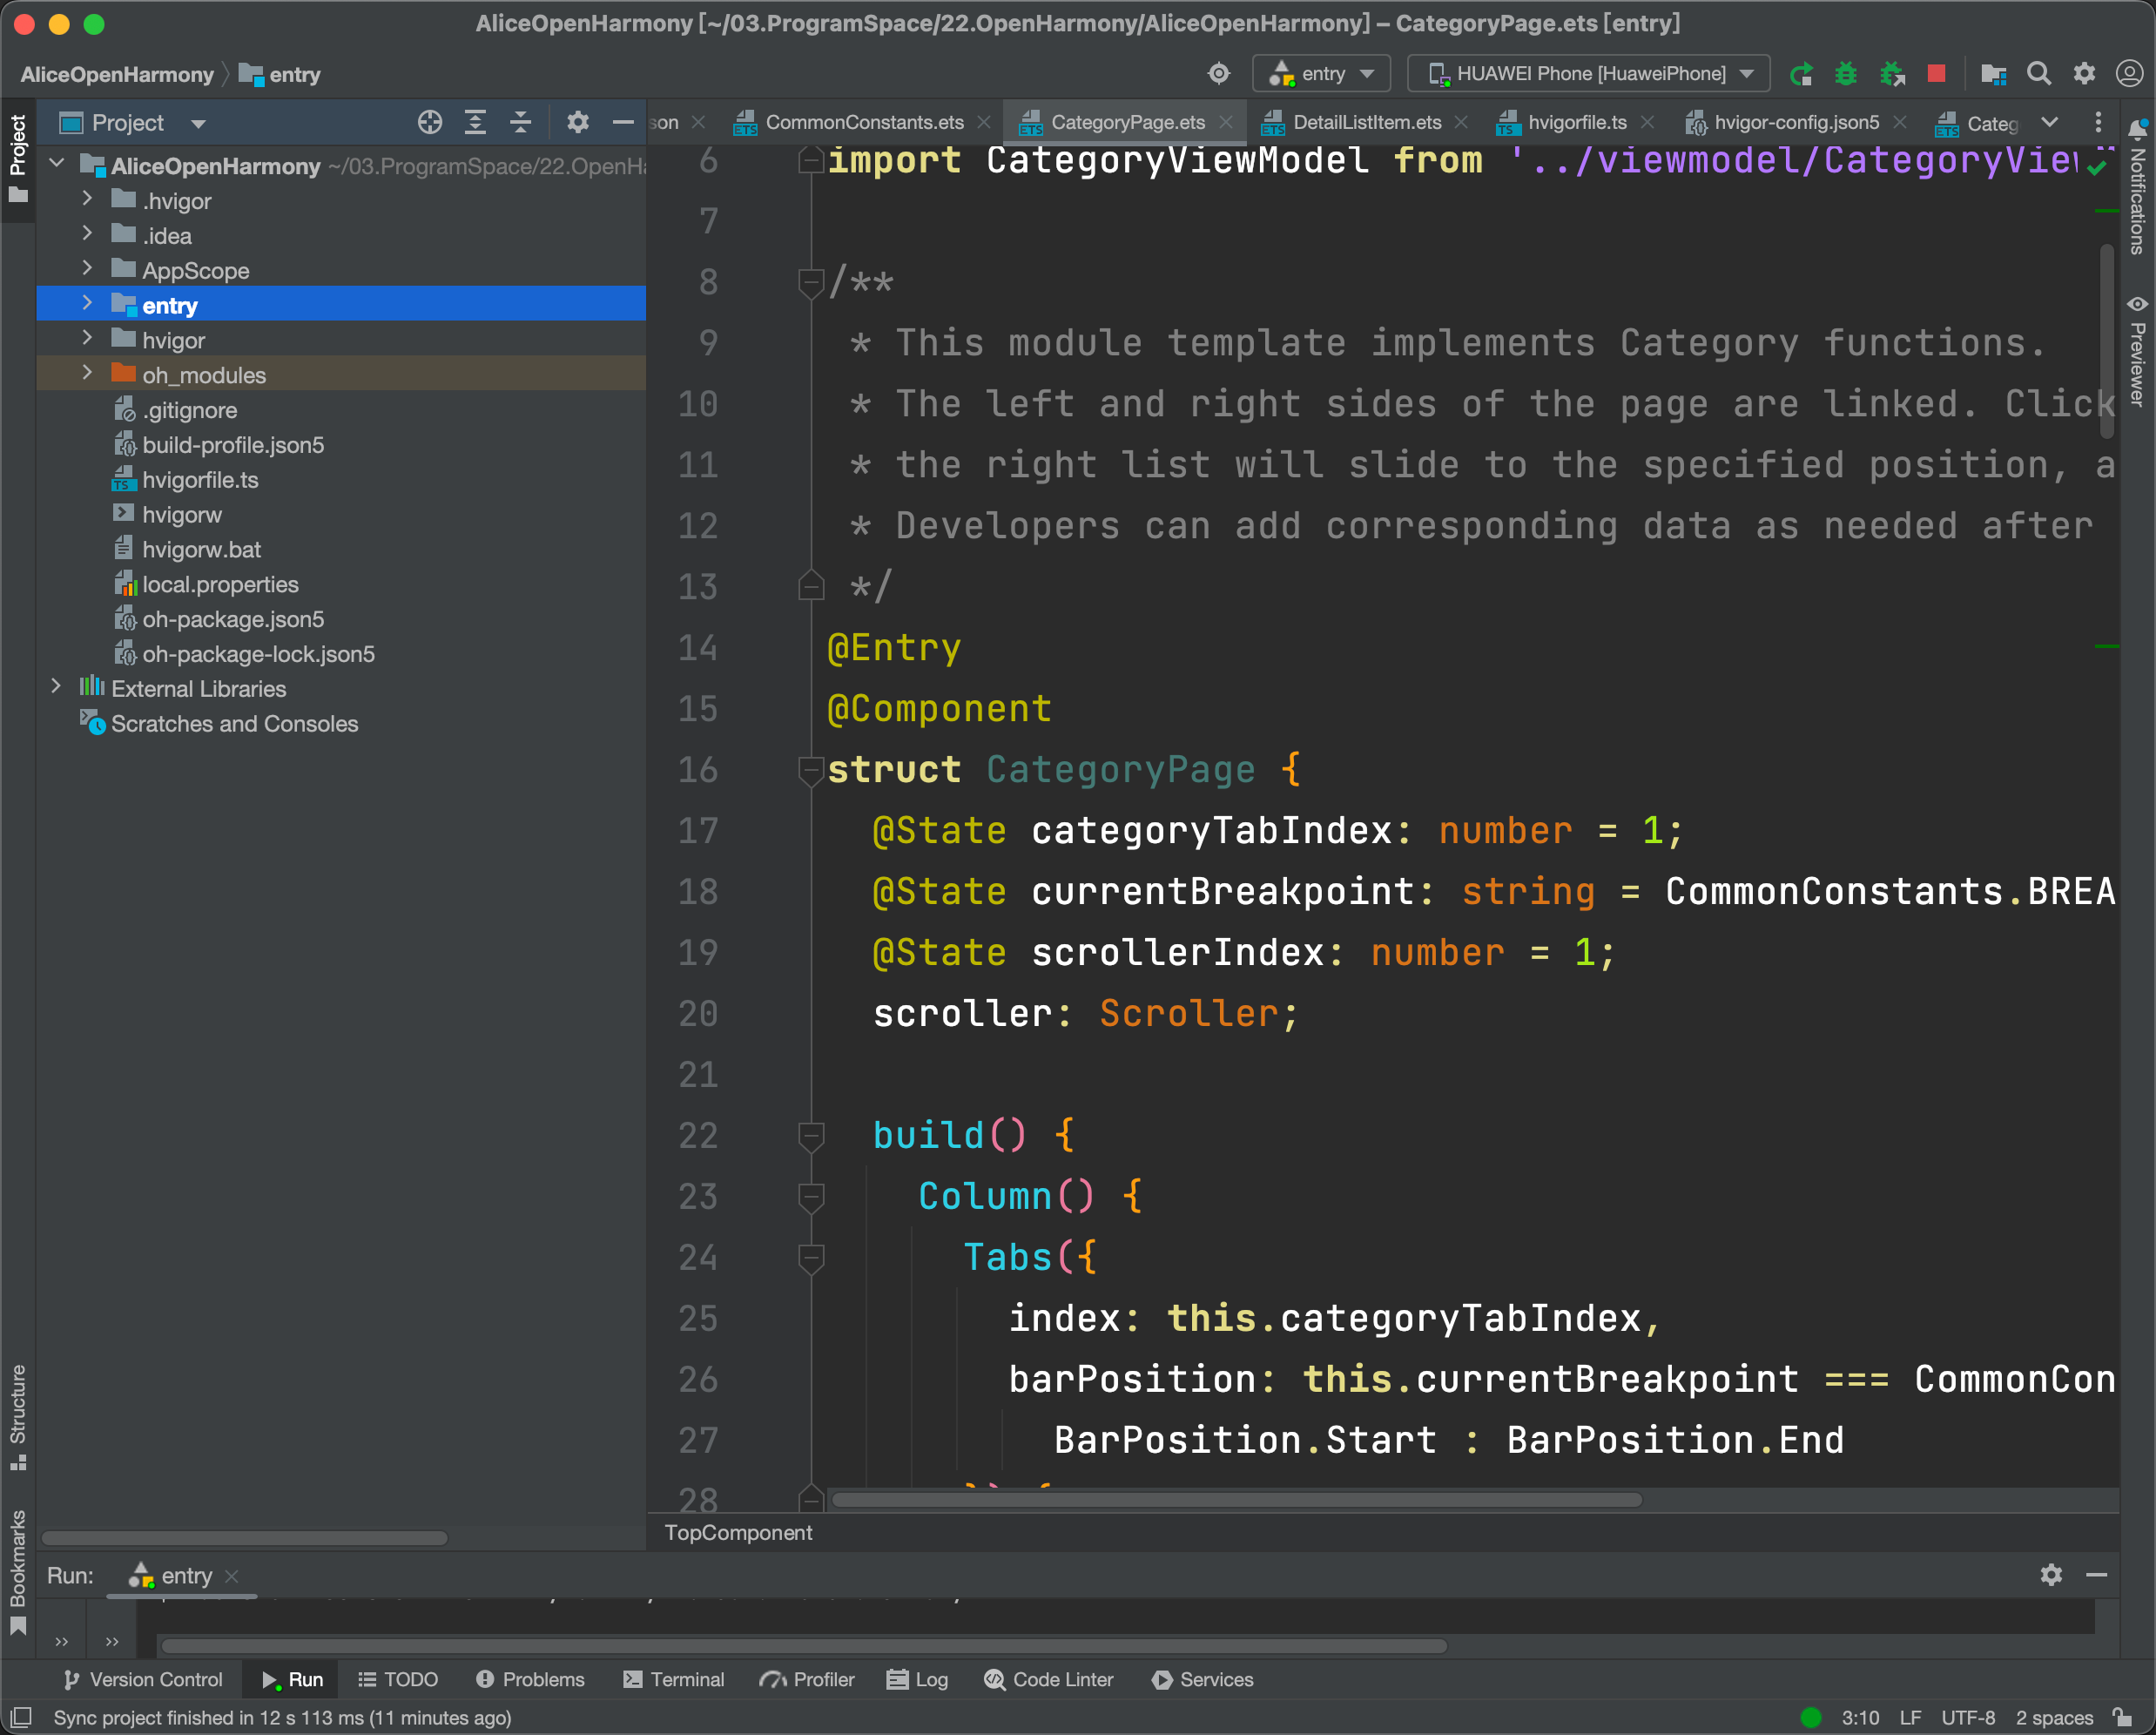 AliceOpenHarmony [~/03.ProgramSpace/22.OpenHarmony/AliceOpenHarmony] – CategoryPage.ets [entry]
AliceOpenHarmony
entry
entry
HUAWEI Phone [HuaweiPhone]
Project
Project
son
CommonConstants.ets
CategoryPage.ets
DetailListItem.ets
hvigorfile.ts
hvigor-config.json5
Categ
AliceOpenHarmony ~/03.ProgramSpace/22.OpenHa
.hvigor
.idea
AppScope
entry
hvigor
oh_modules
.gitignore
build-profile.json5
hvigorfile.ts
hvigorw
hvigorw.bat
local.properties
oh-package.json5
oh-package-lock.json5
External Libraries
Scratches and Consoles
6 import CategoryViewModel from '../viewmodel/CategoryView
7
8 /**
9 * This module template implements Category functions.
10 * The left and right sides of the page are linked. Click
11 * the right list will slide to the specified position, a
12 * Developers can add corresponding data as needed after
13 */
14 @Entry
15 @Component
16 struct CategoryPage {
17 @State categoryTabIndex: number = 1;
18 @State currentBreakpoint: string = CommonConstants.BREA
19 @State scrollerIndex: number = 1;
20 scroller: Scroller;
21
22 build() {
23 Column() {
24 Tabs({
25 index: this.categoryTabIndex,
26 barPosition: this.currentBreakpoint === CommonCon
27 BarPosition.Start : BarPosition.End
28
TopComponent
Notifications
Previewer
Structure
Bookmarks
Run:
entry
Version Control
Run
TODO
Problems
Terminal
Profiler
Log
Code Linter
Services
Sync project finished in 12 s 113 ms (11 minutes ago)
3:10
LF
UTF-8
2 spaces